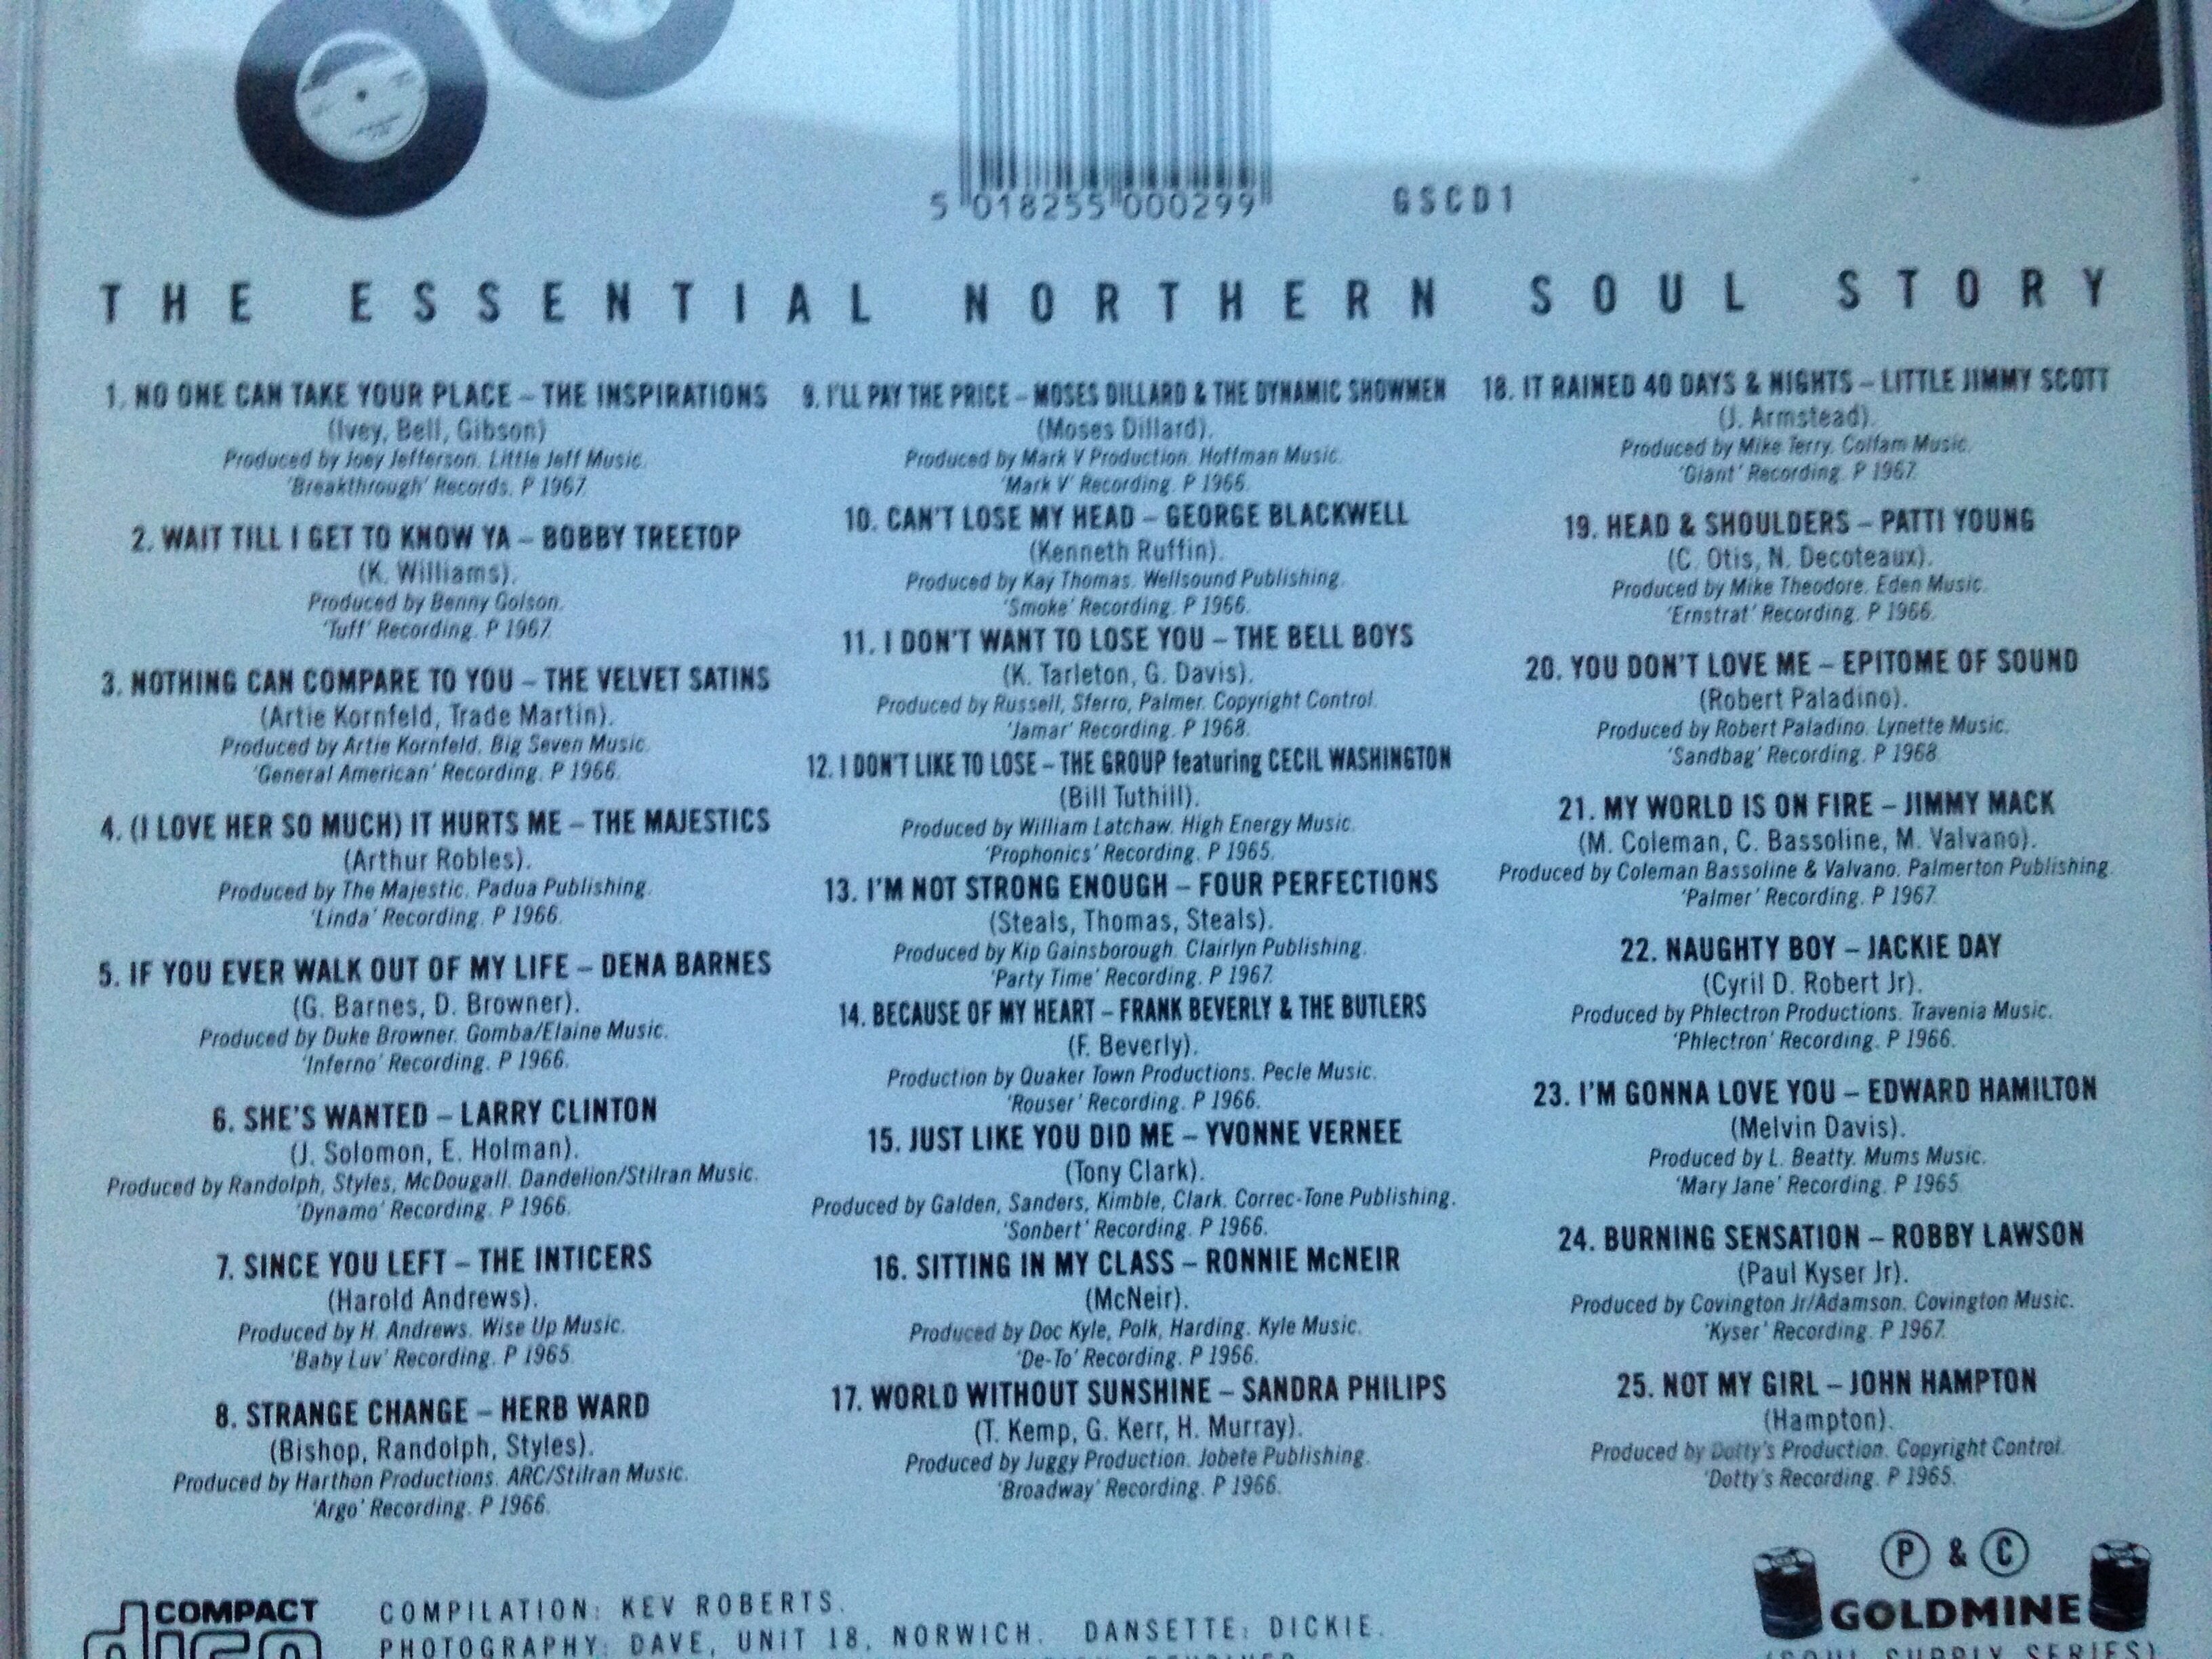 5 018255 000299
GSCD1
THE ESSENTIAL NORTHERN SOUL STORY
1. NO ONE CAN TAKE YOUR PLACE – THE INSPIRATIONS
(Ivey, Bell, Gibson)
Produced by Joey Jefferson. Little Jeff Music.
'Breakthrough' Records. P 1967.
2. WAIT TILL I GET TO KNOW YA – BOBBY TREETOP
(K. Williams).
Produced by Benny Golson.
'Tuff' Recording. P 1967.
3. NOTHING CAN COMPARE TO YOU – THE VELVET SATINS
(Artie Kornfeld, Trade Martin).
Produced by Artie Kornfeld. Big Seven Music.
'General American' Recording. P 1966.
4. (I LOVE HER SO MUCH) IT HURTS ME – THE MAJESTICS
(Arthur Robles).
Produced by The Majestic. Padua Publishing.
'Linda' Recording. P 1966.
5. IF YOU EVER WALK OUT OF MY LIFE – DENA BARNES
(G. Barnes, D. Browner).
Produced by Duke Browner. Gomba/Elaine Music.
'Inferno' Recording. P 1966.
6. SHE'S WANTED – LARRY CLINTON
(J. Solomon, E. Holman).
Produced by Randolph, Styles, McDougall. Dandelion/Stilran Music.
'Dynamo' Recording. P 1966.
7. SINCE YOU LEFT – THE INTICERS
(Harold Andrews).
Produced by H. Andrews. Wise Up Music.
'Baby Luv' Recording. P 1965.
8. STRANGE CHANGE – HERB WARD
(Bishop, Randolph, Styles).
Produced by Harthon Productions. ARC/Stilran Music.
'Argo' Recording. P 1966.
9. I'LL PAY THE PRICE – MOSES DILLARD & THE DYNAMIC SHOWMEN
(Moses Dillard).
Produced by Mark V Production. Hoffman Music.
'Mark V' Recording. P 1966.
10. CAN'T LOSE MY HEAD – GEORGE BLACKWELL
(Kenneth Ruffin).
Produced by Kay Thomas. Wellsound Publishing.
'Smoke' Recording. P 1966.
11. I DON'T WANT TO LOSE YOU – THE BELL BOYS
(K. Tarleton, G. Davis).
Produced by Russell, Sferro, Palmer. Copyright Control.
'Jamar' Recording. P 1968.
12. I DON'T LIKE TO LOSE – THE GROUP featuring CECIL WASHINGTON
(Bill Tuthill).
Produced by William Latchaw. High Energy Music.
'Prophonics' Recording. P 1965.
13. I'M NOT STRONG ENOUGH – FOUR PERFECTIONS
(Steals, Thomas, Steals).
Produced by Kip Gainsborough. Clairlyn Publishing.
'Party Time' Recording. P 1967.
14. BECAUSE OF MY HEART – FRANK BEVERLY & THE BUTLERS
(F. Beverly).
Production by Quaker Town Productions. Pecle Music.
'Rouser' Recording. P 1966.
15. JUST LIKE YOU DID ME – YVONNE VERNEE
(Tony Clark).
Produced by Galden, Sanders, Kimble, Clark. Correc-Tone Publishing.
'Sonbert' Recording. P 1966.
16. SITTING IN MY CLASS – RONNIE McNEIR
(McNeir).
Produced by Doc Kyle, Polk, Harding. Kyle Music.
'De-To' Recording. P 1966.
17. WORLD WITHOUT SUNSHINE – SANDRA PHILIPS
(T. Kemp, G. Kerr, H. Murray).
Produced by Juggy Production. Jobete Publishing.
'Broadway' Recording. P 1966.
18. IT RAINED 40 DAYS & NIGHTS – LITTLE JIMMY SCOTT
(J. Armstead).
Produced by Mike Terry. Colfam Music.
'Giant' Recording. P 1967.
19. HEAD & SHOULDERS – PATTI YOUNG
(C. Otis, N. Decoteaux).
Produced by Mike Theodore. Eden Music.
'Ernstrat' Recording. P 1966.
20. YOU DON'T LOVE ME – EPITOME OF SOUND
(Robert Paladino).
Produced by Robert Paladino. Lynette Music.
'Sandbag' Recording. P 1968.
21. MY WORLD IS ON FIRE – JIMMY MACK
(M. Coleman, C. Bassoline, M. Valvano).
Produced by Coleman Bassoline & Valvano. Palmerton Publishing.
'Palmer' Recording. P 1967.
22. NAUGHTY BOY – JACKIE DAY
(Cyril D. Robert Jr).
Produced by Phlectron Productions. Travenia Music.
'Phlectron' Recording. P 1966.
23. I'M GONNA LOVE YOU – EDWARD HAMILTON
(Melvin Davis).
Produced by L. Beatty. Mums Music.
'Mary Jane' Recording. P 1965
24. BURNING SENSATION – ROBBY LAWSON
(Paul Kyser Jr).
Produced by Covington Jr/Adamson. Covington Music.
'Kyser' Recording. P 1967.
25. NOT MY GIRL – JOHN HAMPTON
(Hampton).
Produced by Dotty's Production. Copyright Control.
'Dotty's Recording. P 1965.
COMPACT
disc
COMPILATION: KEV ROBERTS.
PHOTOGRAPHY: DAVE, UNIT 18, NORWICH. DANSETTE: DICKIE.
Ⓟ & Ⓒ
GOLDMINE
(SOUL SUPPLY SERIES)